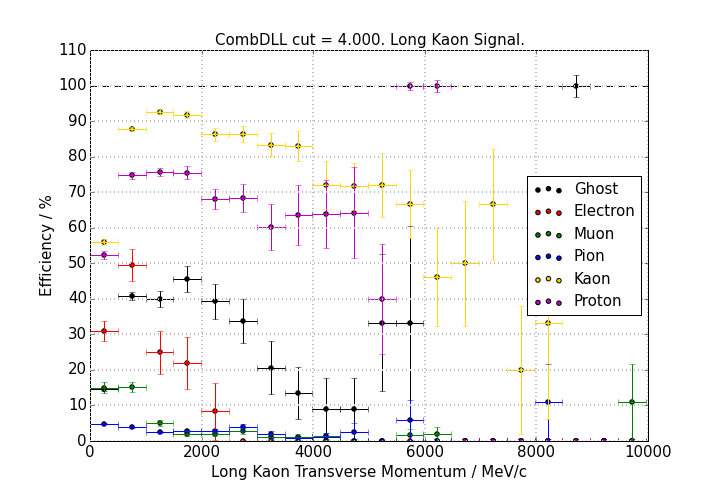 CombDLL cut = 4.000. Long Kaon Signal.
110
100
90
80
70
60
50
40
30
20
10
0
Efficiency / %
Ghost
Electron
Muon
Pion
Kaon
Proton
0 2000 4000 6000 8000 10000
Long Kaon Transverse Momentum / MeV/c